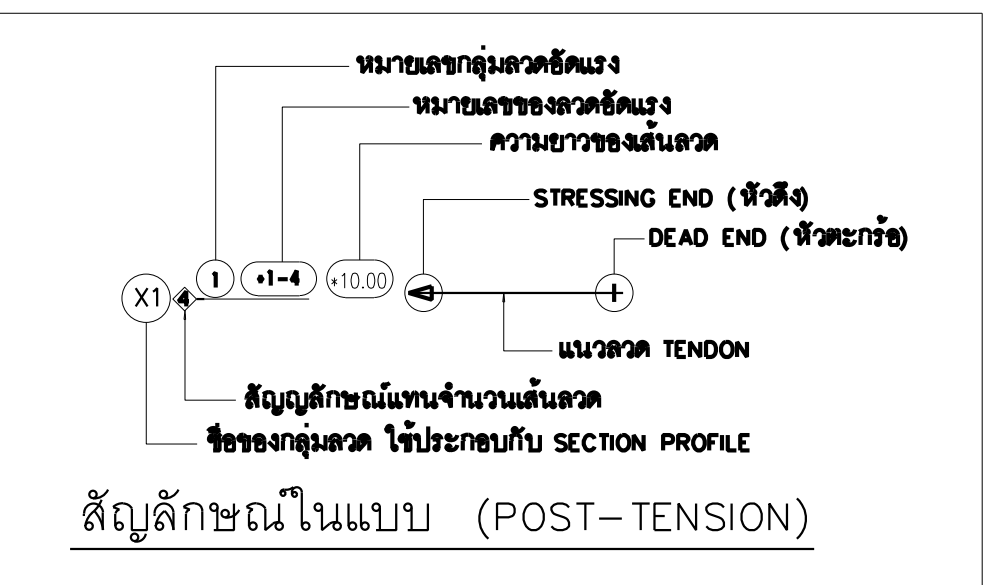 หมายเลขกลุ่มลวดอัดแรง
หมายเลขของลวดอัดแรง
ความยาวของเส้นลวด
STRESSING END (หัวดึง)
DEAD END (หัวตะกร้อ)
X1 4 1 *1-4 *10.00
แนวลวด TENDON
สัญญลักษณ์แทนจำนวนเส้นลวด
ชื่อของกลุ่มลวด ใช้ประกอบกับ SECTION PROFILE
สัญลักษณ์ในแบบ (POST-TENSION)